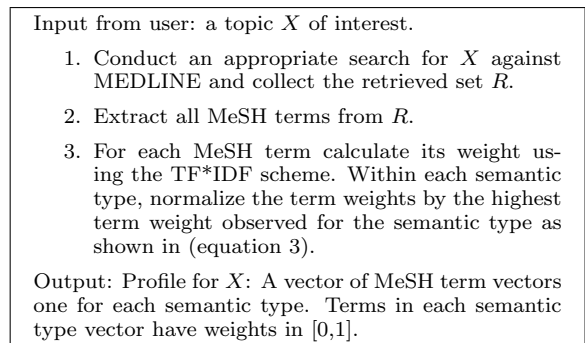 Input from user: a topic X of interest.
1. Conduct an appropriate search for X against
MEDLINE and collect the retrieved set R.
2. Extract all MeSH terms from R.
3. For each MeSH term calculate its weight us-
ing the TF*IDF scheme. Within each semantic
type, normalize the term weights by the highest
term weight observed for the semantic type as
shown in (equation 3).
Output: Profile for X: A vector of MeSH term vectors
one for each semantic type. Terms in each semantic
type vector have weights in [0,1].